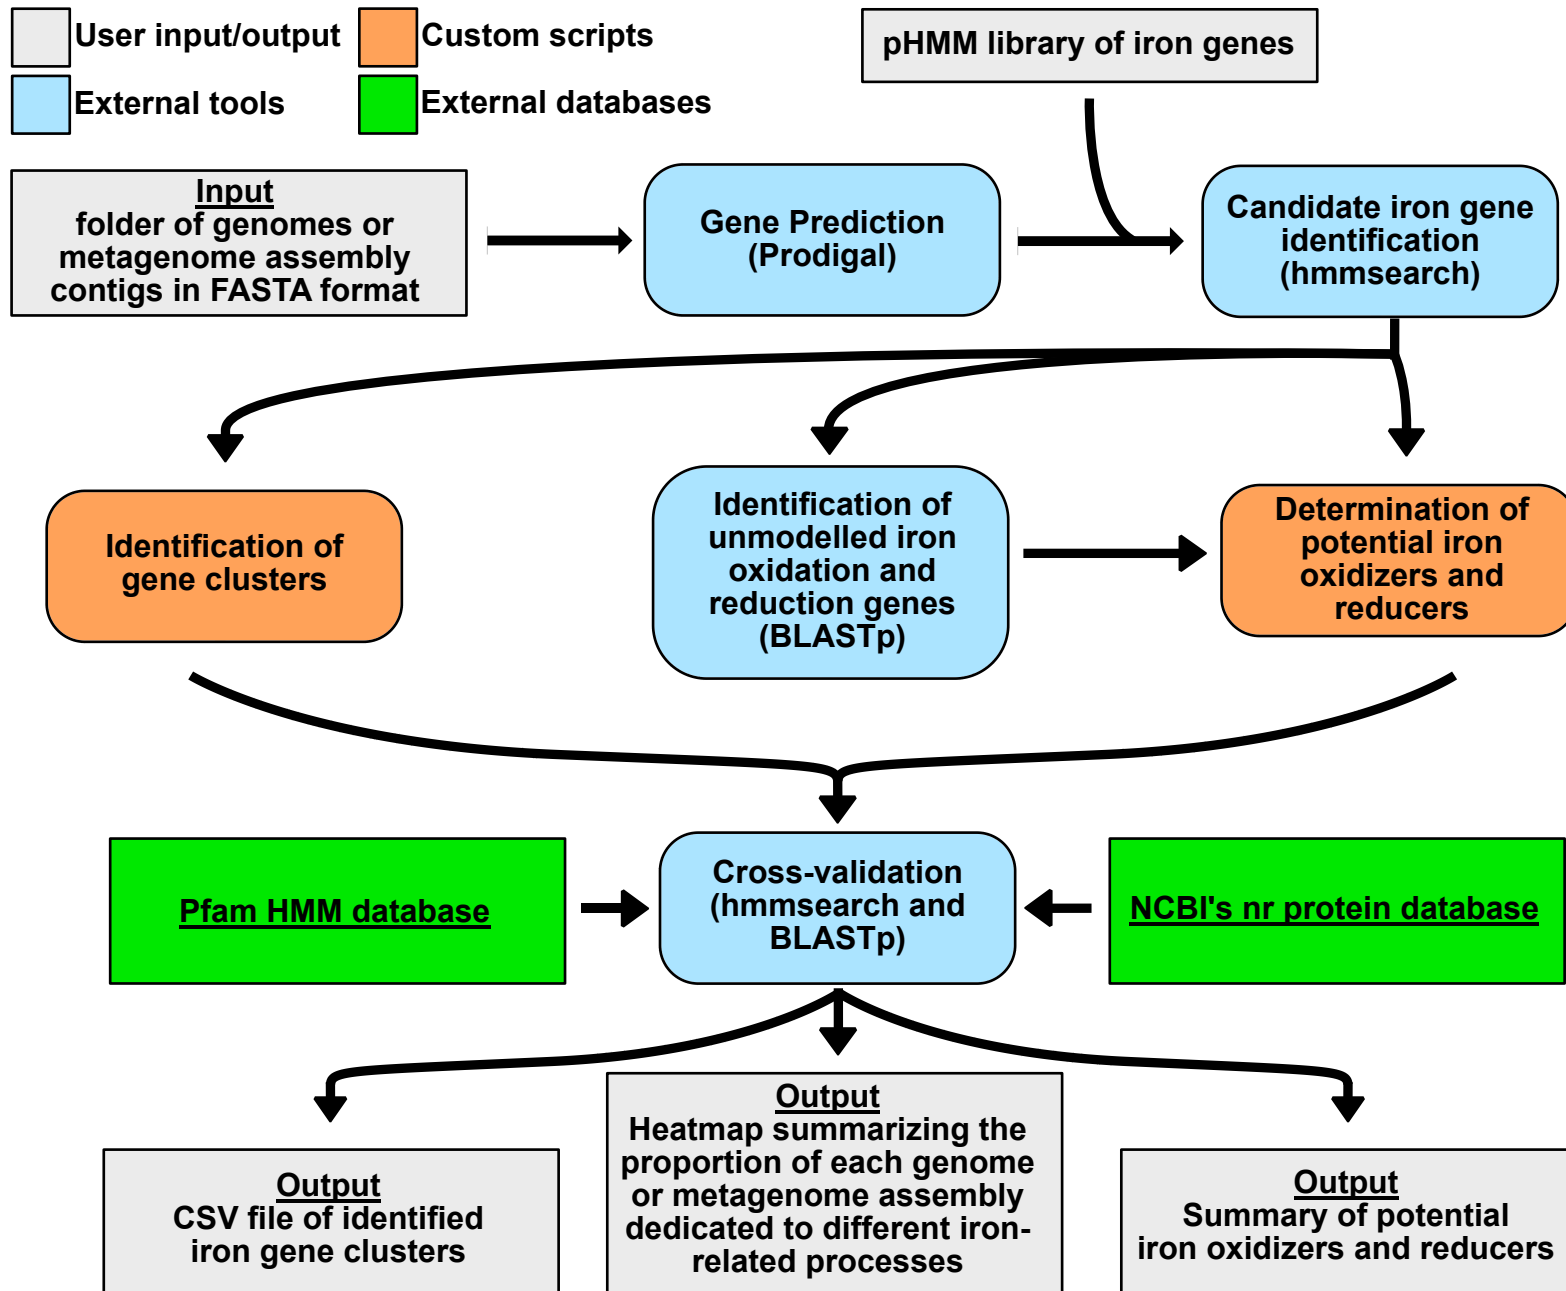 User input/output
Custom scripts
External tools
External databases
pHMM library of iron genes
Input
folder of genomes or
metagenome assembly
contigs in FASTA format
Gene Prediction
(Prodigal)
Candidate iron gene
identification
(hmmsearch)
Identification of
gene clusters
Identification of
unmodelled iron
oxidation and
reduction genes
(BLASTp)
Determination of
potential iron
oxidizers and
reducers
Pfam HMM database
Cross-validation
(hmmsearch and
BLASTp)
NCBI's nr protein database
Output
CSV file of identified
iron gene clusters
Output
Heatmap summarizing the
proportion of each genome
or metagenome assembly
dedicated to different iron-
related processes
Output
Summary of potential
iron oxidizers and reducers